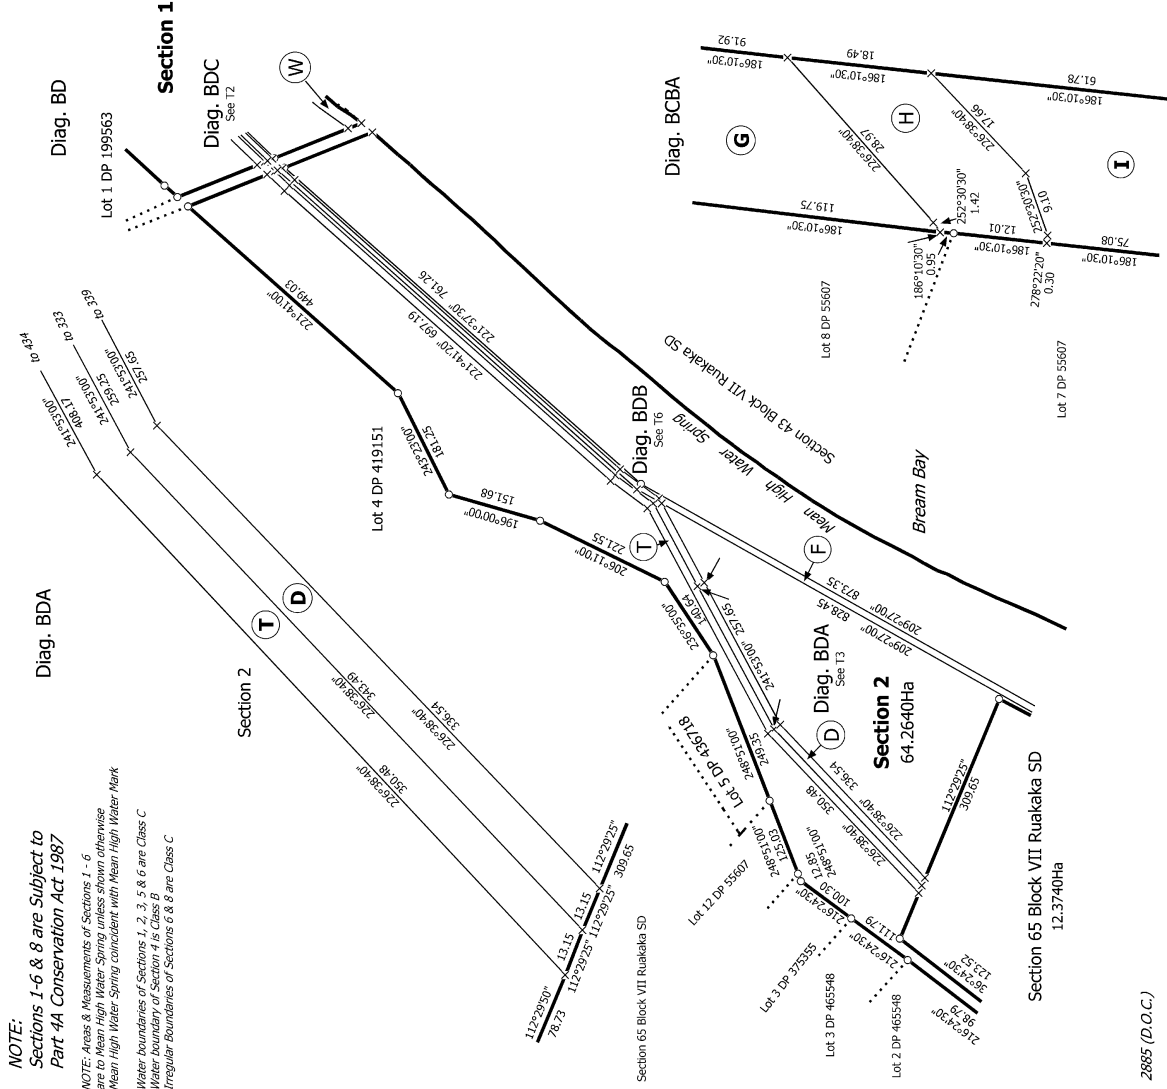 NOTE:
Sections 1-6 & 8 are Subject to
Part 4A Conservation Act 1987
NOTE: Areas & Measuements of Sections 1 - 6
are to Mean High Water Spring unless shown otherwise
Mean High Water Spring coincident with Mean High Water Mark
Water boundaries of Sections 1, 2, 3, 5 & 6 are Class C
Water boundary of Section 4 is Class B
Irregular Boundaries of Sections 6 & 8 are Class C
Diag. BDA
to 434
to 333
to 339
241°53'00"
408.17
241°53'00"
259.25
241°53'00"
257.65
T
D
Section 2
226°38'40"
350.48
226°38'40"
343.49
226°38'40"
336.54
112°29'50"
78.73
13.15
112°29'25"
13.15
112°29'25"
112°29'25"
309.65
Section 65 Block VII Ruakaka SD
Diag. BD
Section 1
Lot 1 DP 199563
Diag. BDC
See T2
W
449.03
221°41'00"
243°23'00"
181.25
Lot 4 DP 419151
151.68
196°00'00"
221.55
206°11'00"
697.19
221°41'20"
761.26
221°37'30"
Diag. BDB
See T6
Section 43 Block VII Ruakaka SD
Mean High Water Spring
Bream Bay
T
F
236°35'00"
140.64
257.65
241°53'00"
828.45
209°27'00"
873.35
209°27'00"
Diag. BDA
See T3
D
Section 2
64.2640Ha
Lot 5 DP 436718
248°51'00"
249.35
248°51'00"
125.03
248°51'00"
12.85
350.48
226°38'40"
336.54
226°38'40"
Lot 12 DP 55607
100.30
216°24'30"
111.79
216°24'30"
Lot 3 DP 375355
Lot 3 DP 465548
Lot 2 DP 465548
98.79
216°24'30"
36°24'30"
123.52
112°29'25"
309.65
Section 65 Block VII Ruakaka SD
12.3740Ha
Diag. BCBA
91.92
186°10'30"
18.49
186°10'30"
61.78
186°10'30"
G
H
I
28.97
226°38'40"
17.66
226°38'40"
119.75
186°10'30"
252°30'30"
1.42
252°30'30"
9.10
186°10'30"
0.95
12.01
186°10'30"
278°22'20"
0.30
75.08
186°10'30"
Lot 8 DP 55607
Lot 7 DP 55607
2885 (D.O.C.)